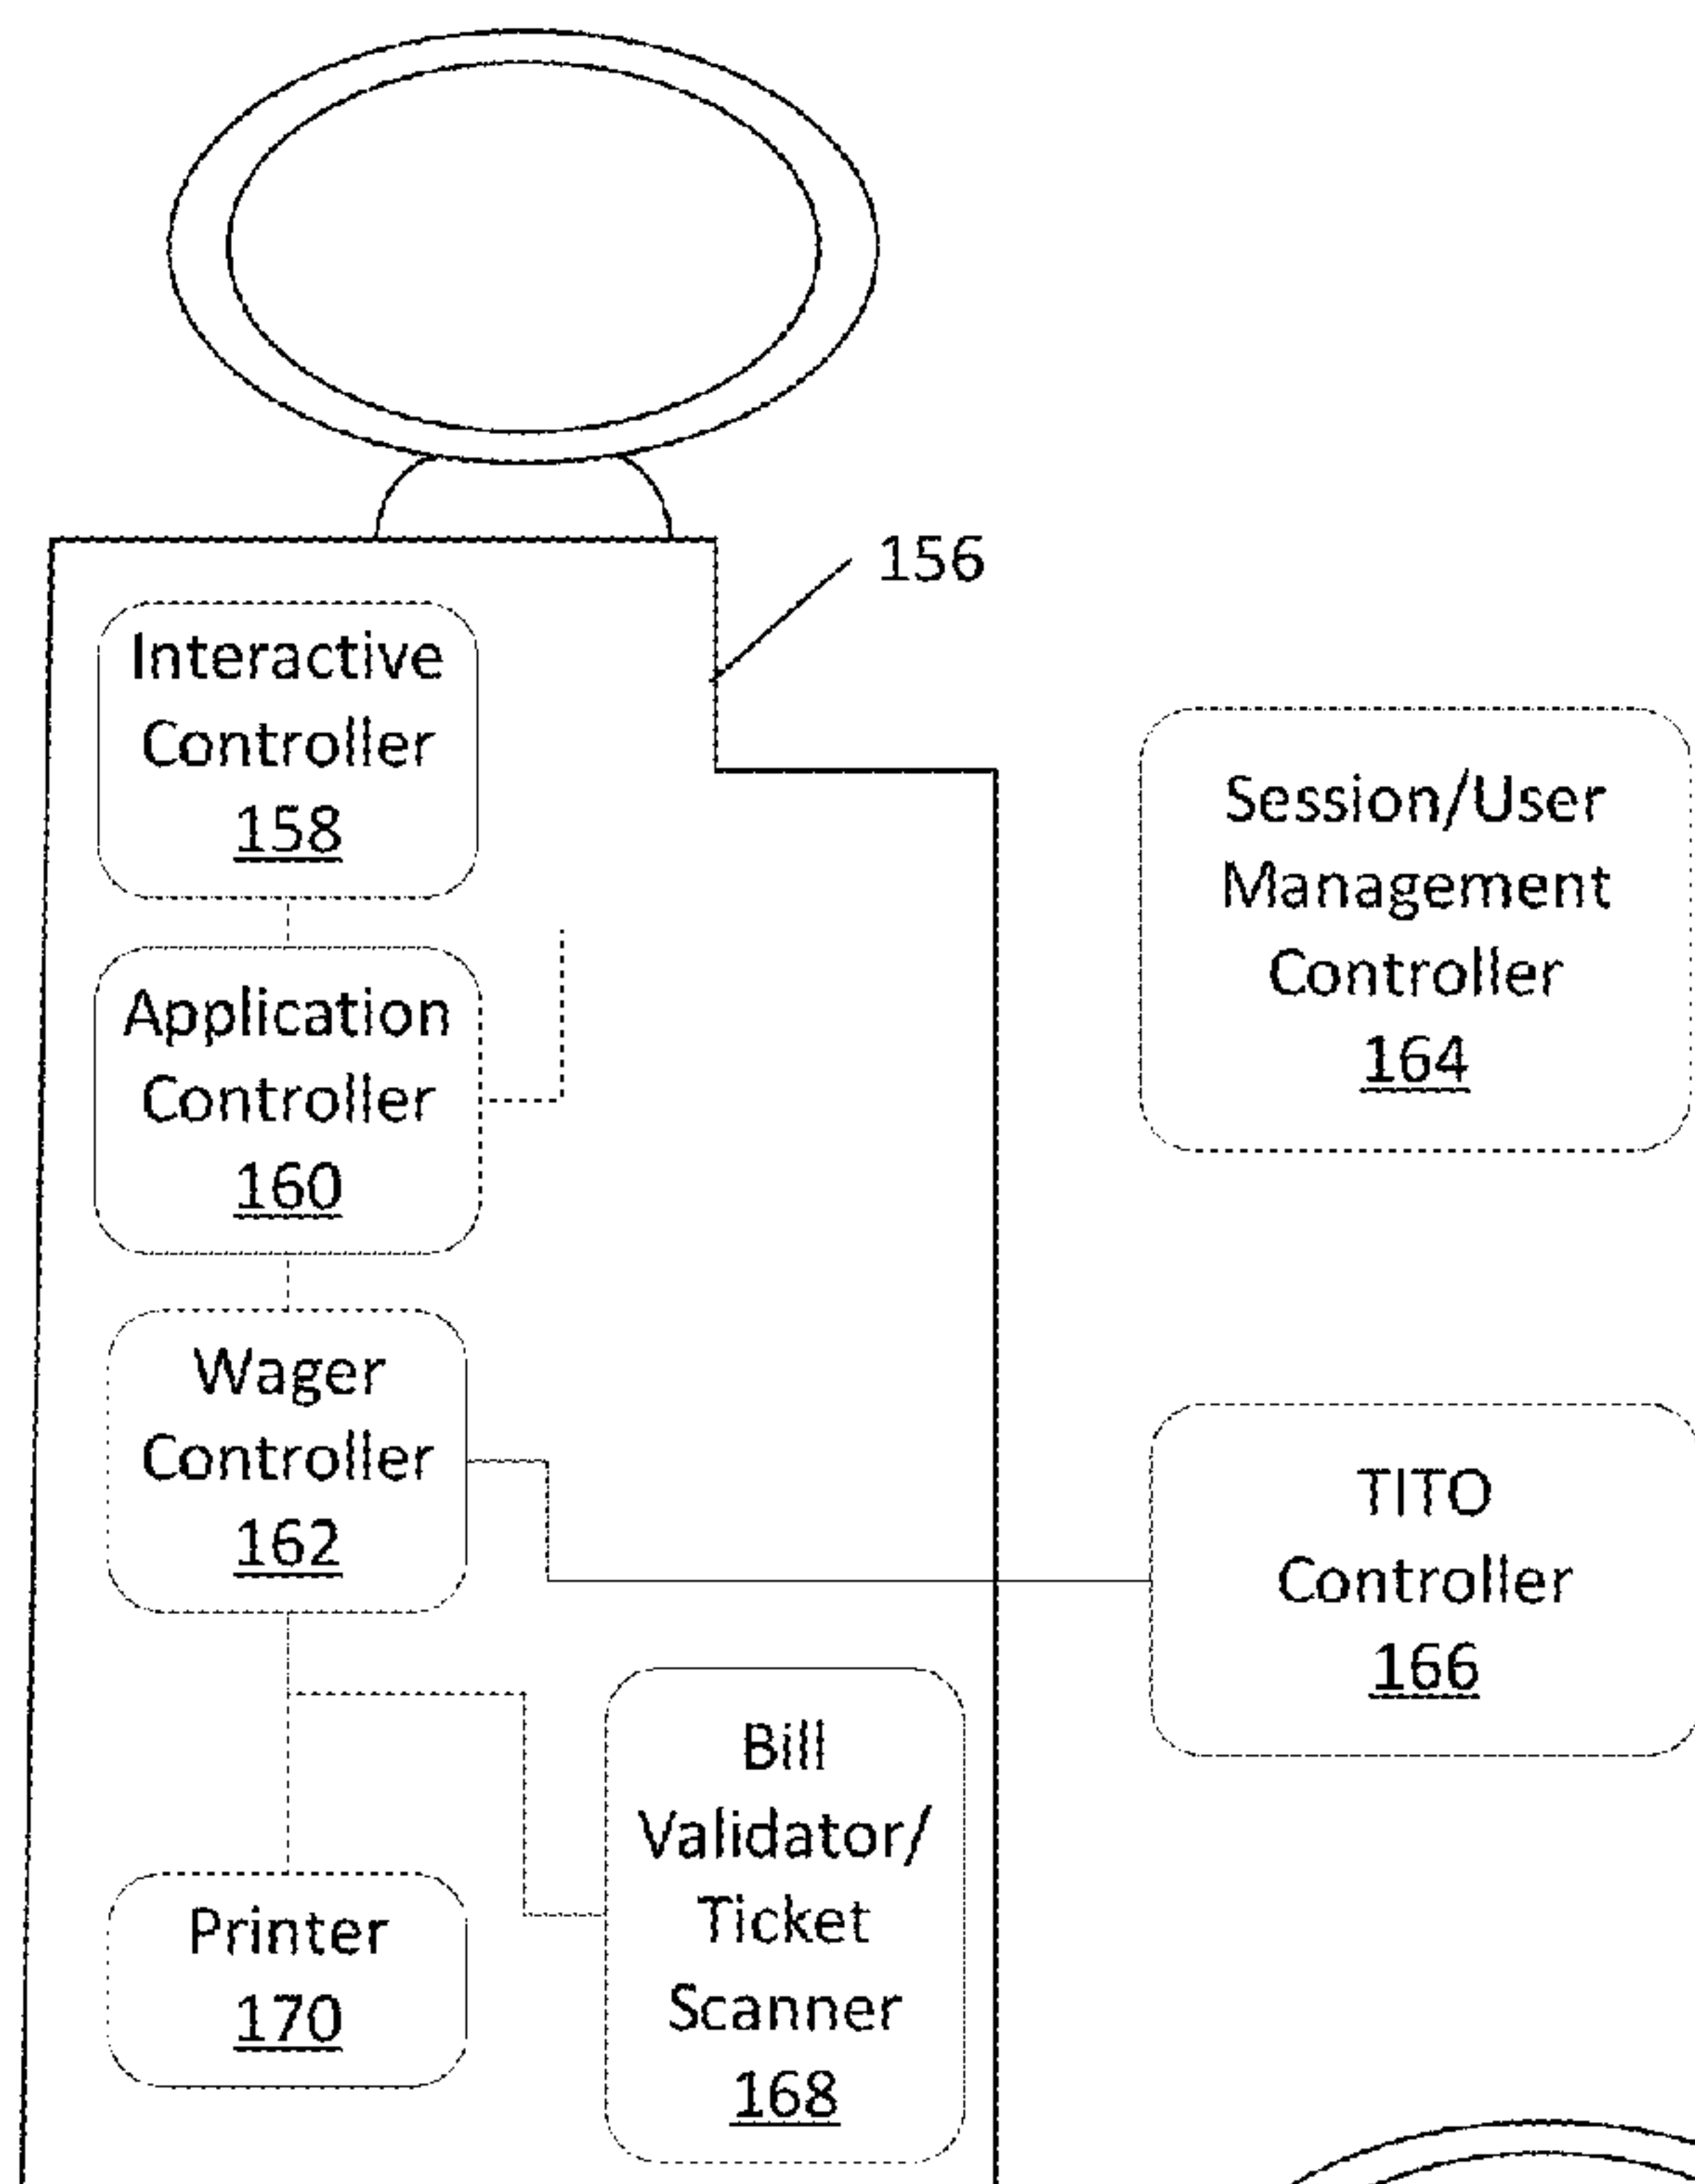 156
Interactive
Controller
158
Session/User
Management
Controller
164
Application
Controller
160
Wager
Controller
162
TITO
Controller
166
Bill
Validator/
Ticket
Scanner
168
Printer
170